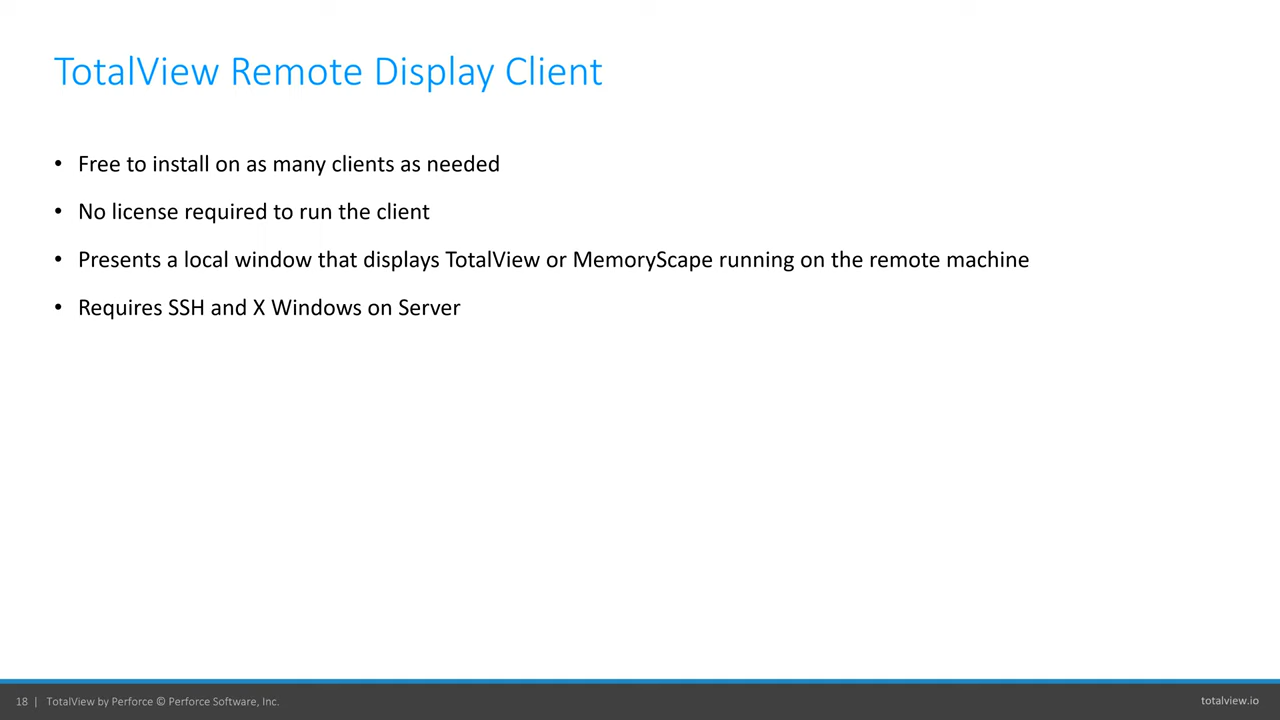 TotalView Remote Display Client
• Free to install on as many clients as needed
• No license required to run the client
• Presents a local window that displays TotalView or MemoryScape running on the remote machine
• Requires SSH and X Windows on Server
18 | TotalView by Perforce © Perforce Software, Inc.
totalview.io